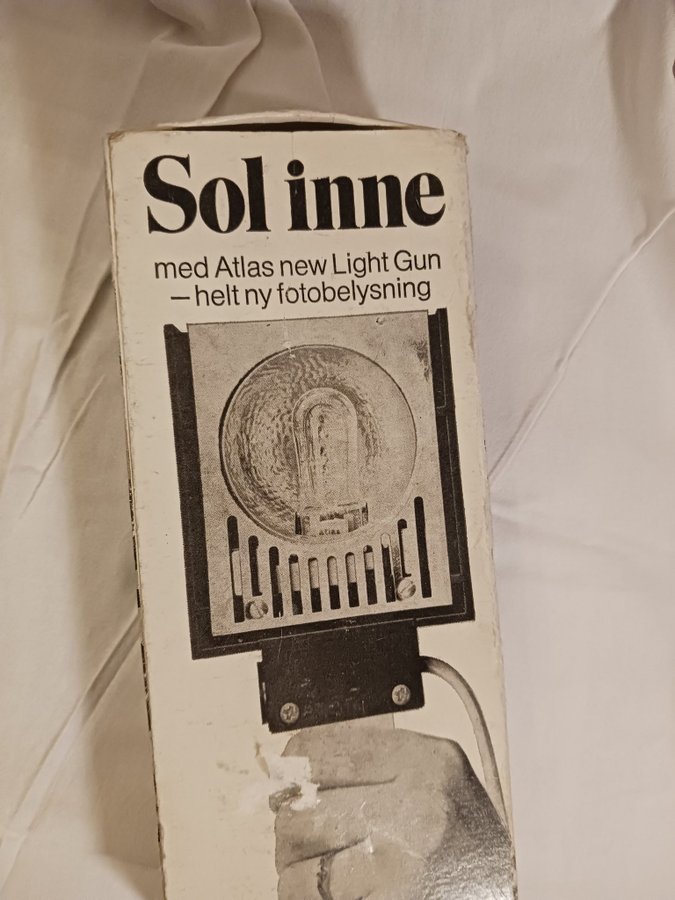 Sol inne
med Atlas new Light Gun
– helt ny fotobelysning